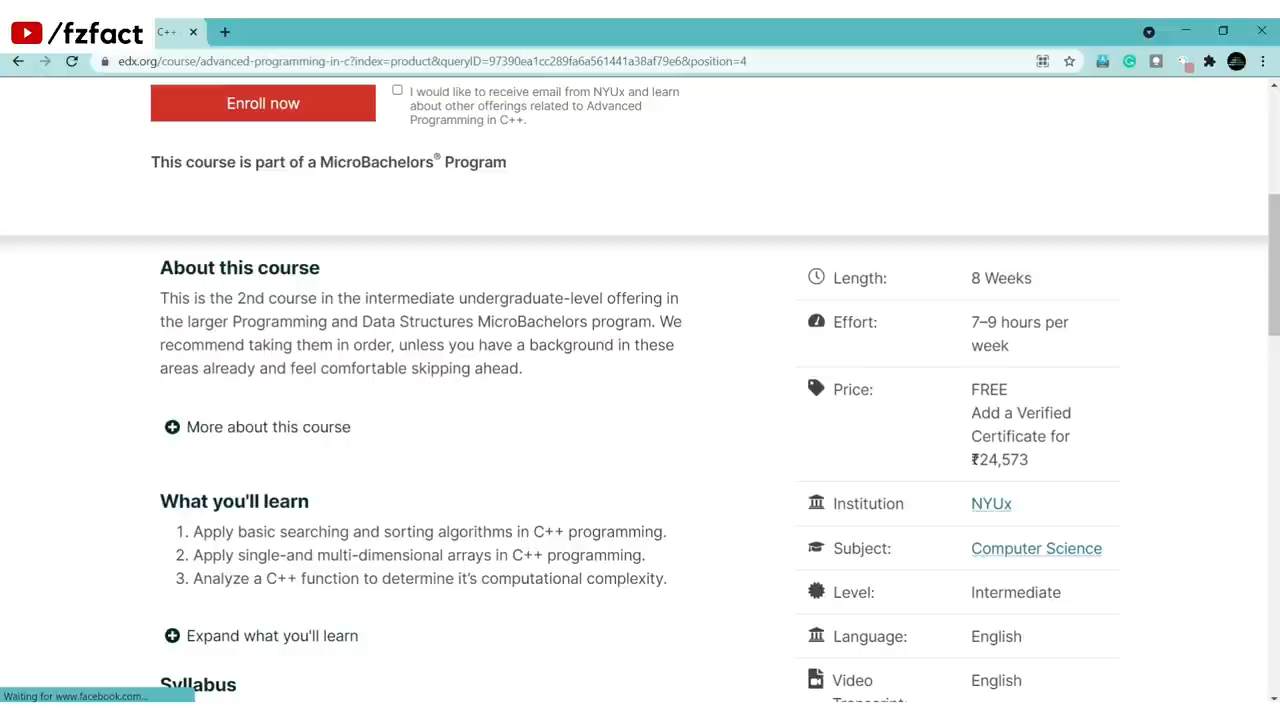 /fzfact
C++
edx.org/course/advanced-programming-in-c?index=product&queryID=97390ea1cc289fa6a561441a38af79e6&position=4
Enroll now
I would like to receive email from NYUx and learn
about other offerings related to Advanced
Programming in C++.
This course is part of a MicroBachelors® Program
About this course
This is the 2nd course in the intermediate undergraduate-level offering in
the larger Programming and Data Structures MicroBachelors program. We
recommend taking them in order, unless you have a background in these
areas already and feel comfortable skipping ahead.
More about this course
What you'll learn
1. Apply basic searching and sorting algorithms in C++ programming.
2. Apply single-and multi-dimensional arrays in C++ programming.
3. Analyze a C++ function to determine it's computational complexity.
Expand what you'll learn
Syllabus
Length: 8 Weeks
Effort: 7–9 hours per
week
Price: FREE
Add a Verified
Certificate for
₹24,573
Institution NYUx
Subject: Computer Science
Level: Intermediate
Language: English
Video English
Transcript:
Waiting for www.facebook.com...